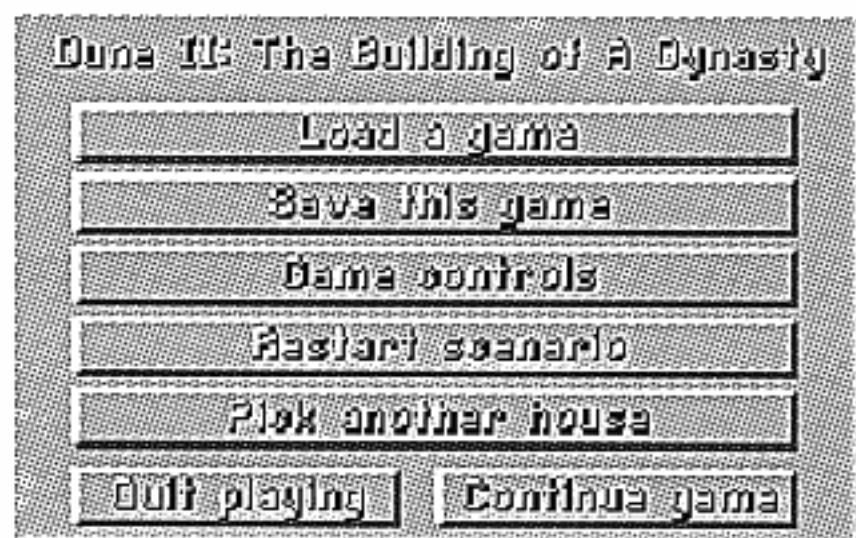 Dune II: The Building of A Dynasty
Load a game
Save this game
Game controls
Restart scenario
Pick another house
Quit playing
Continue game